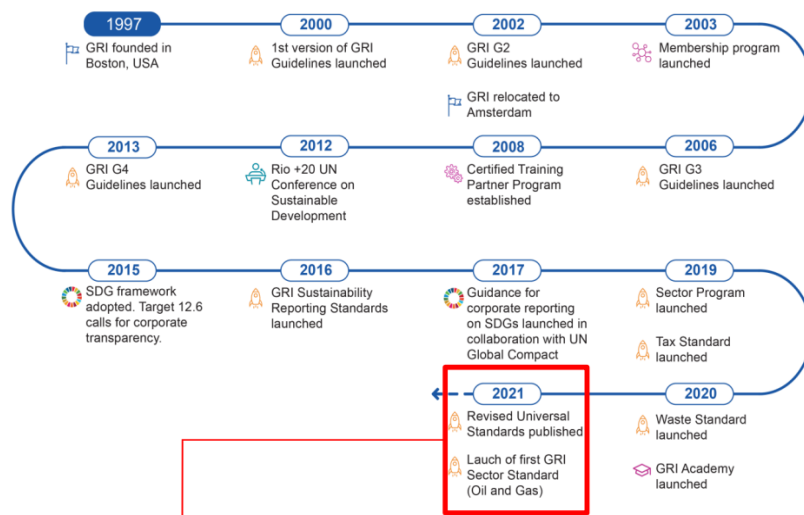 1997
GRI founded in
Boston, USA
2000
1st version of GRI
Guidelines launched
2002
GRI G2
Guidelines launched
GRI relocated to
Amsterdam
2003
Membership program
launched
2006
GRI G3
Guidelines launched
2008
Certified Training
Partner Program
established
2012
Rio +20 UN
Conference on
Sustainable
Development
2013
GRI G4
Guidelines launched
2015
SDG framework
adopted. Target 12.6
calls for corporate
transparency.
2016
GRI Sustainability
Reporting Standards
launched
2017
Guidance for
corporate reporting
on SDGs launched in
collaboration with UN
Global Compact
2019
Sector Program
launched
Tax Standard
launched
2020
Waste Standard
launched
GRI Academy
launched
2021
Revised Universal
Standards published
Lauch of first GRI
Sector Standard
(Oil and Gas)